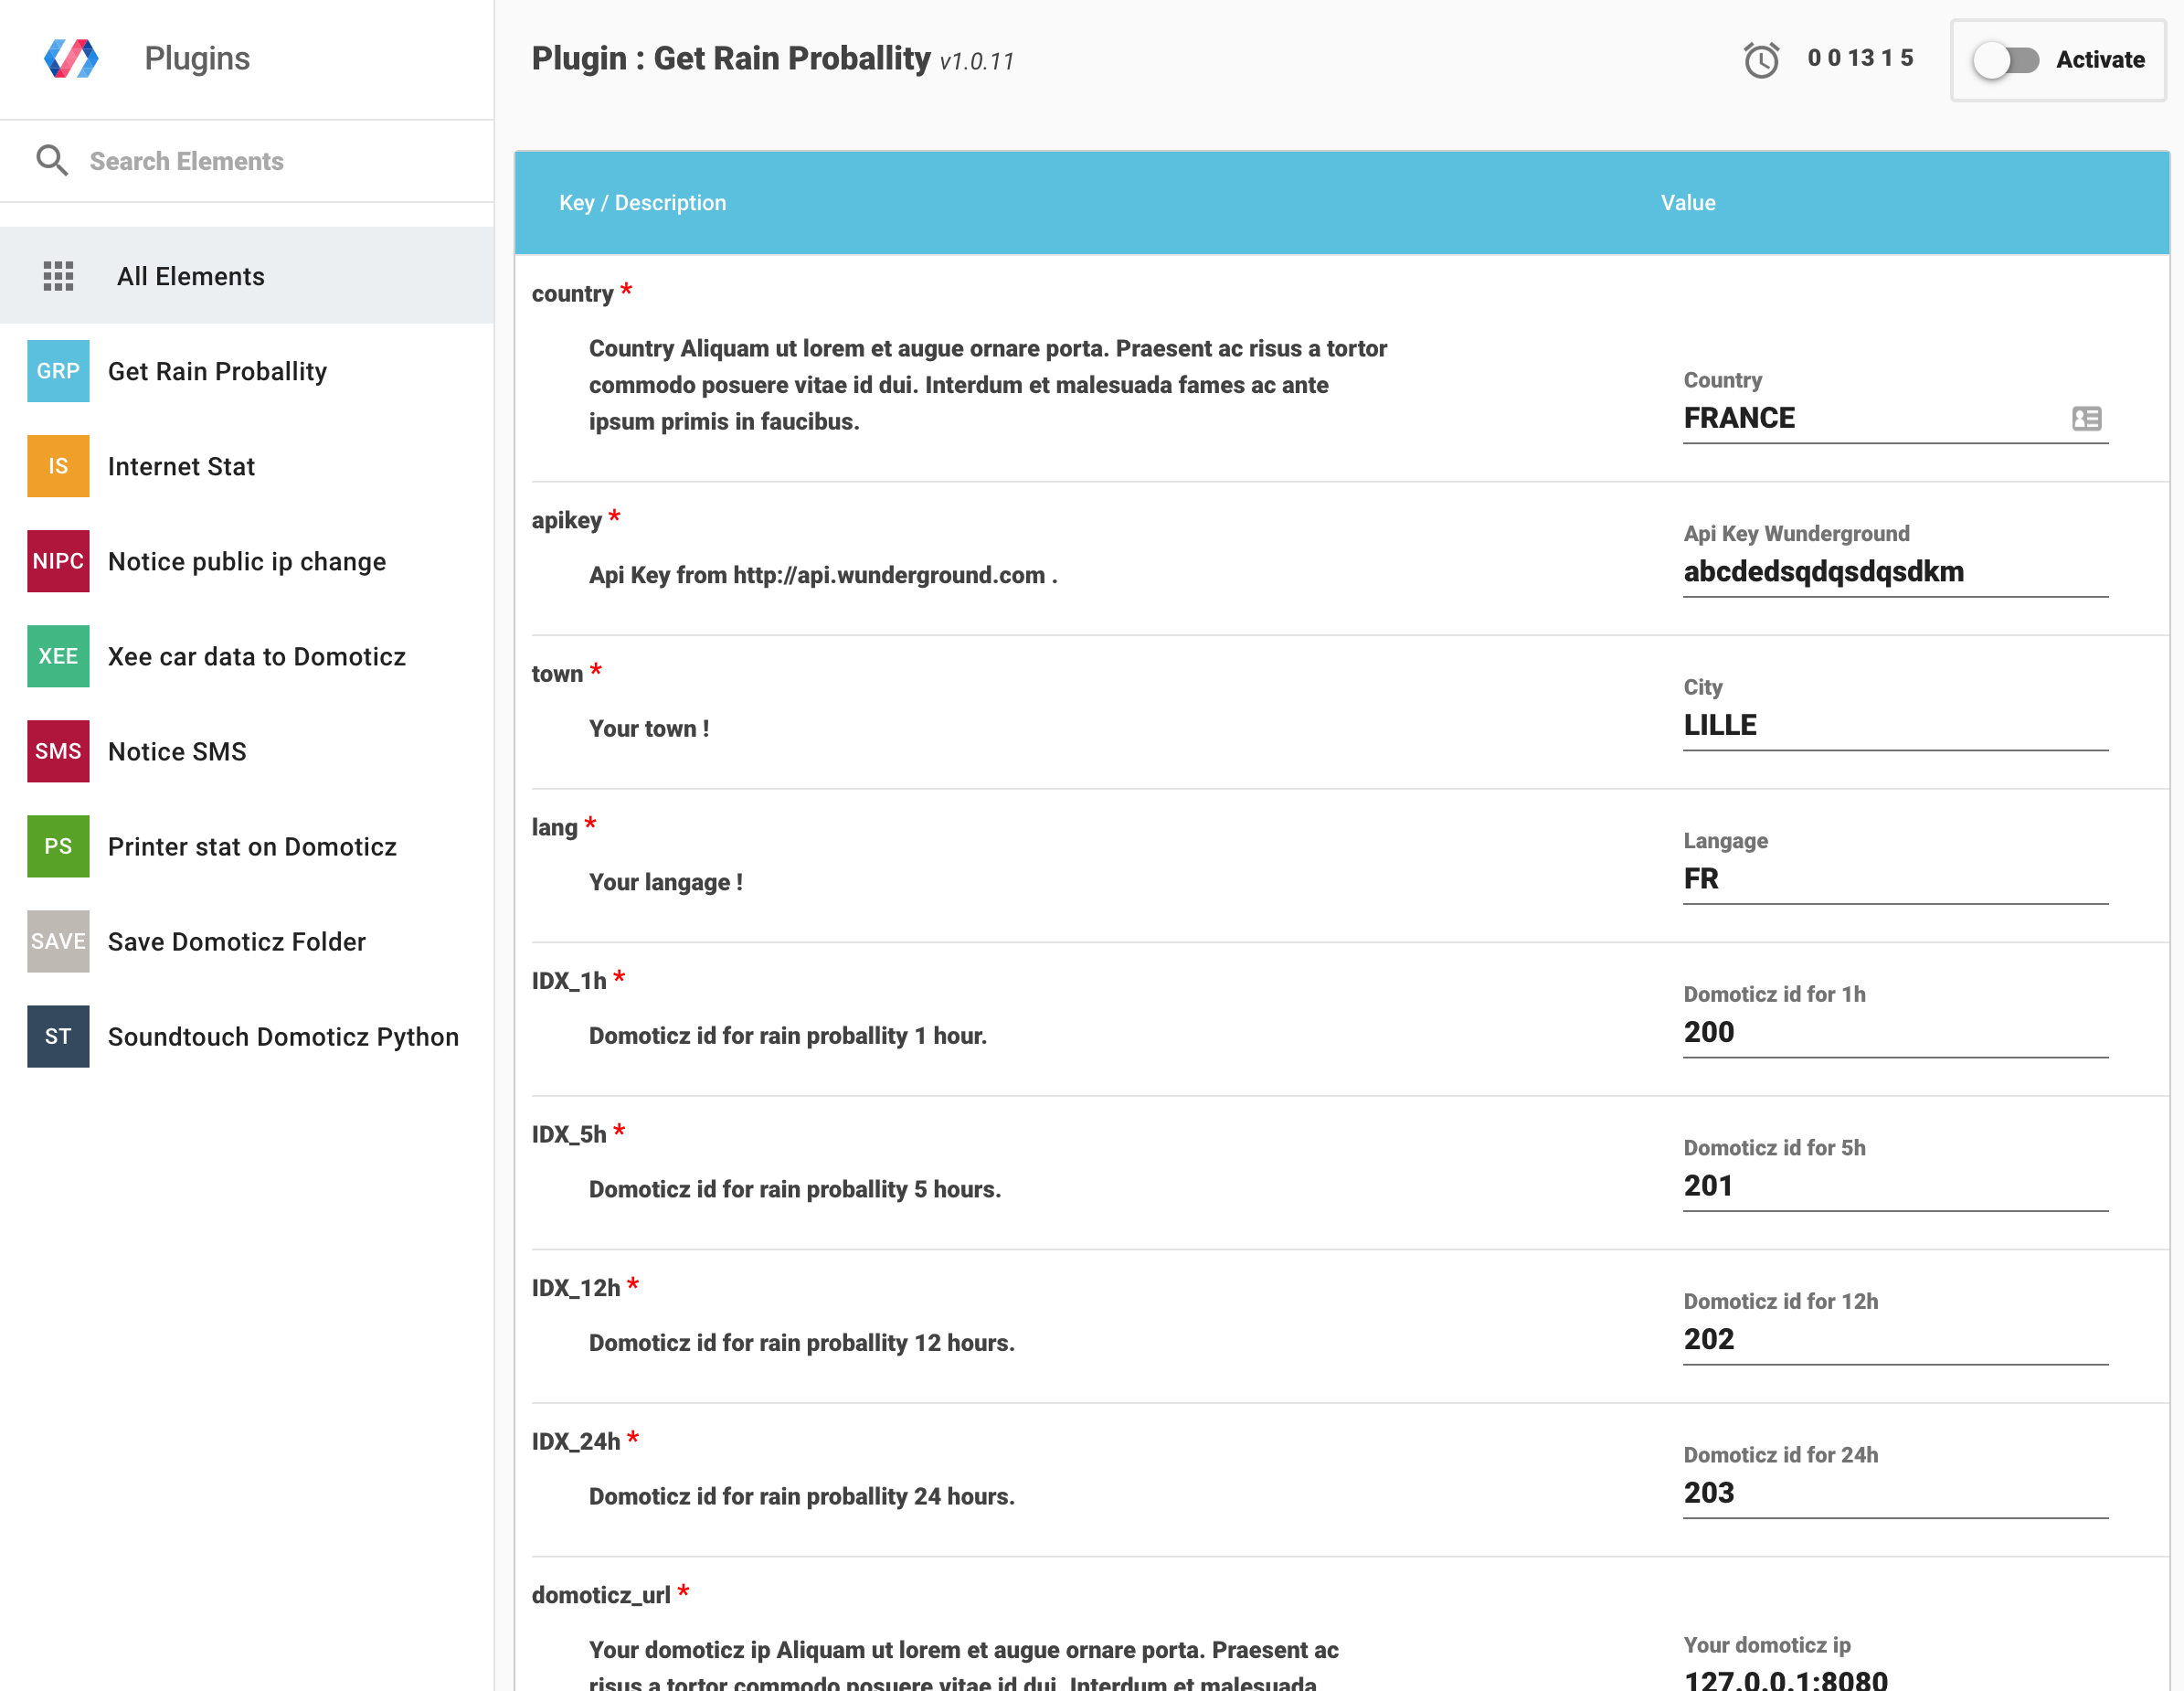 Plugins
Search Elements
All Elements
GRP Get Rain Proballity
IS Internet Stat
NIPC Notice public ip change
XEE Xee car data to Domoticz
SMS Notice SMS
PS Printer stat on Domoticz
SAVE Save Domoticz Folder
ST Soundtouch Domoticz Python
Plugin : Get Rain Proballity v1.0.11
0 0 13 1 5
Activate
Key / Description
Value
country *
Country Aliquam ut lorem et augue ornare porta. Praesent ac risus a tortor
commodo posuere vitae id dui. Interdum et malesuada fames ac ante
ipsum primis in faucibus.
Country
FRANCE
apikey *
Api Key from http://api.wunderground.com .
Api Key Wunderground
abcdedsqdqsdqsdkm
town *
Your town !
City
LILLE
lang *
Your langage !
Langage
FR
IDX_1h *
Domoticz id for rain proballity 1 hour.
Domoticz id for 1h
200
IDX_5h *
Domoticz id for rain proballity 5 hours.
Domoticz id for 5h
201
IDX_12h *
Domoticz id for rain proballity 12 hours.
Domoticz id for 12h
202
IDX_24h *
Domoticz id for rain proballity 24 hours.
Domoticz id for 24h
203
domoticz_url *
Your domoticz ip Aliquam ut lorem et augue ornare porta. Praesent ac
risus a tortor commodo posuere vitae id dui. Interdum et malesuada
Your domoticz ip
127.0.0.1:8080